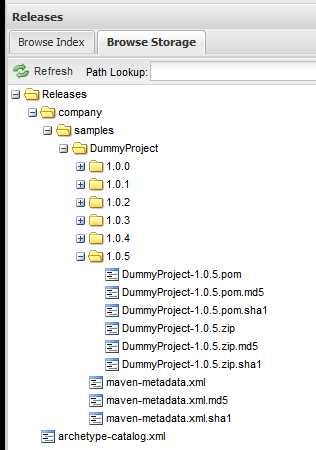 Releases
Browse Index Browse Storage
Refresh Path Lookup:
Releases
company
samples
DummyProject
1.0.0
1.0.1
1.0.2
1.0.3
1.0.4
1.0.5
DummyProject-1.0.5.pom
DummyProject-1.0.5.pom.md5
DummyProject-1.0.5.pom.sha1
DummyProject-1.0.5.zip
DummyProject-1.0.5.zip.md5
DummyProject-1.0.5.zip.sha1
maven-metadata.xml
maven-metadata.xml.md5
maven-metadata.xml.sha1
archetype-catalog.xml